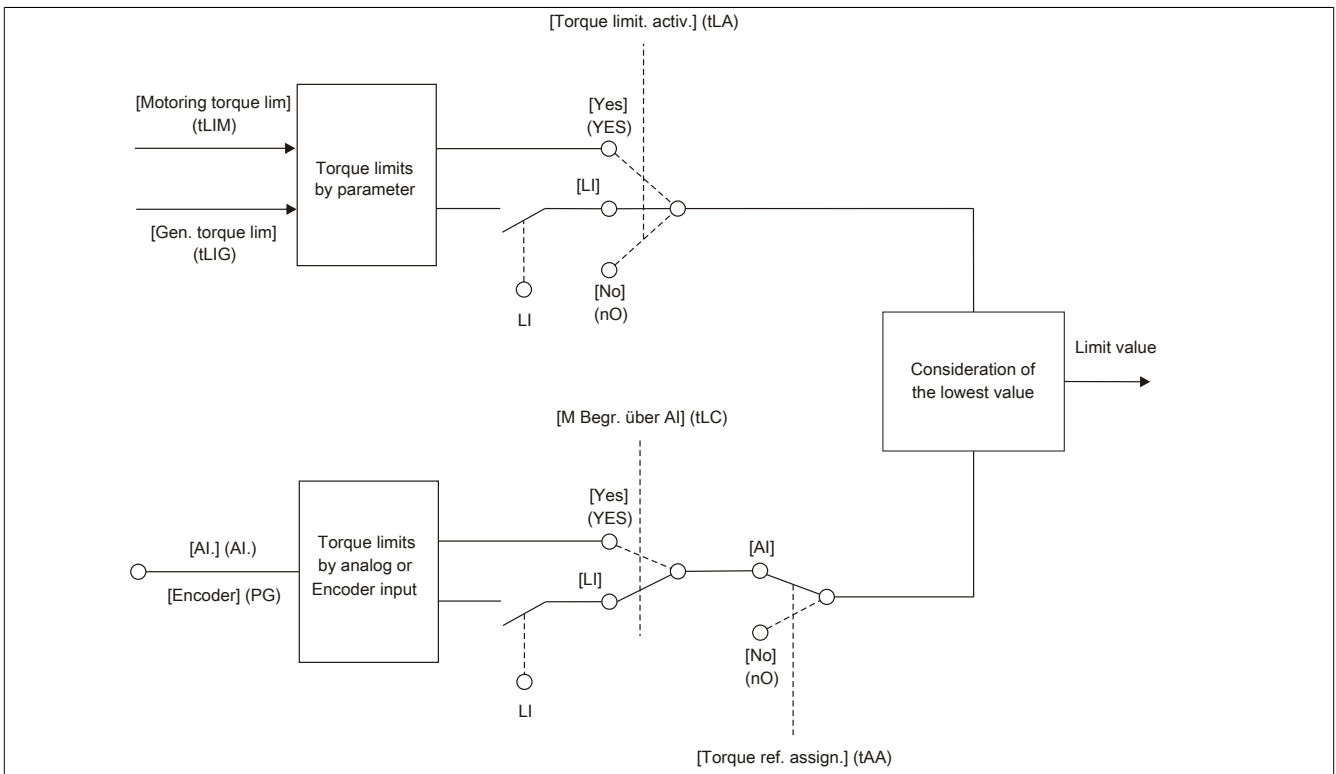 [Torque limit. activ.] (tLA)
[Motoring torque lim]
(tLIM)
[Yes]
(YES)
Torque limits
by parameter
[LI]
[Gen. torque lim]
(tLIG)
[No]
(nO)
LI
Limit value
Consideration of
the lowest value
[M Begr. über AI] (tLC)
[Yes]
(YES)
[AI.] (AI.)
Torque limits
by analog or
Encoder input
[AI]
[LI]
[Encoder] (PG)
[No]
(nO)
LI
[Torque ref. assign.] (tAA)